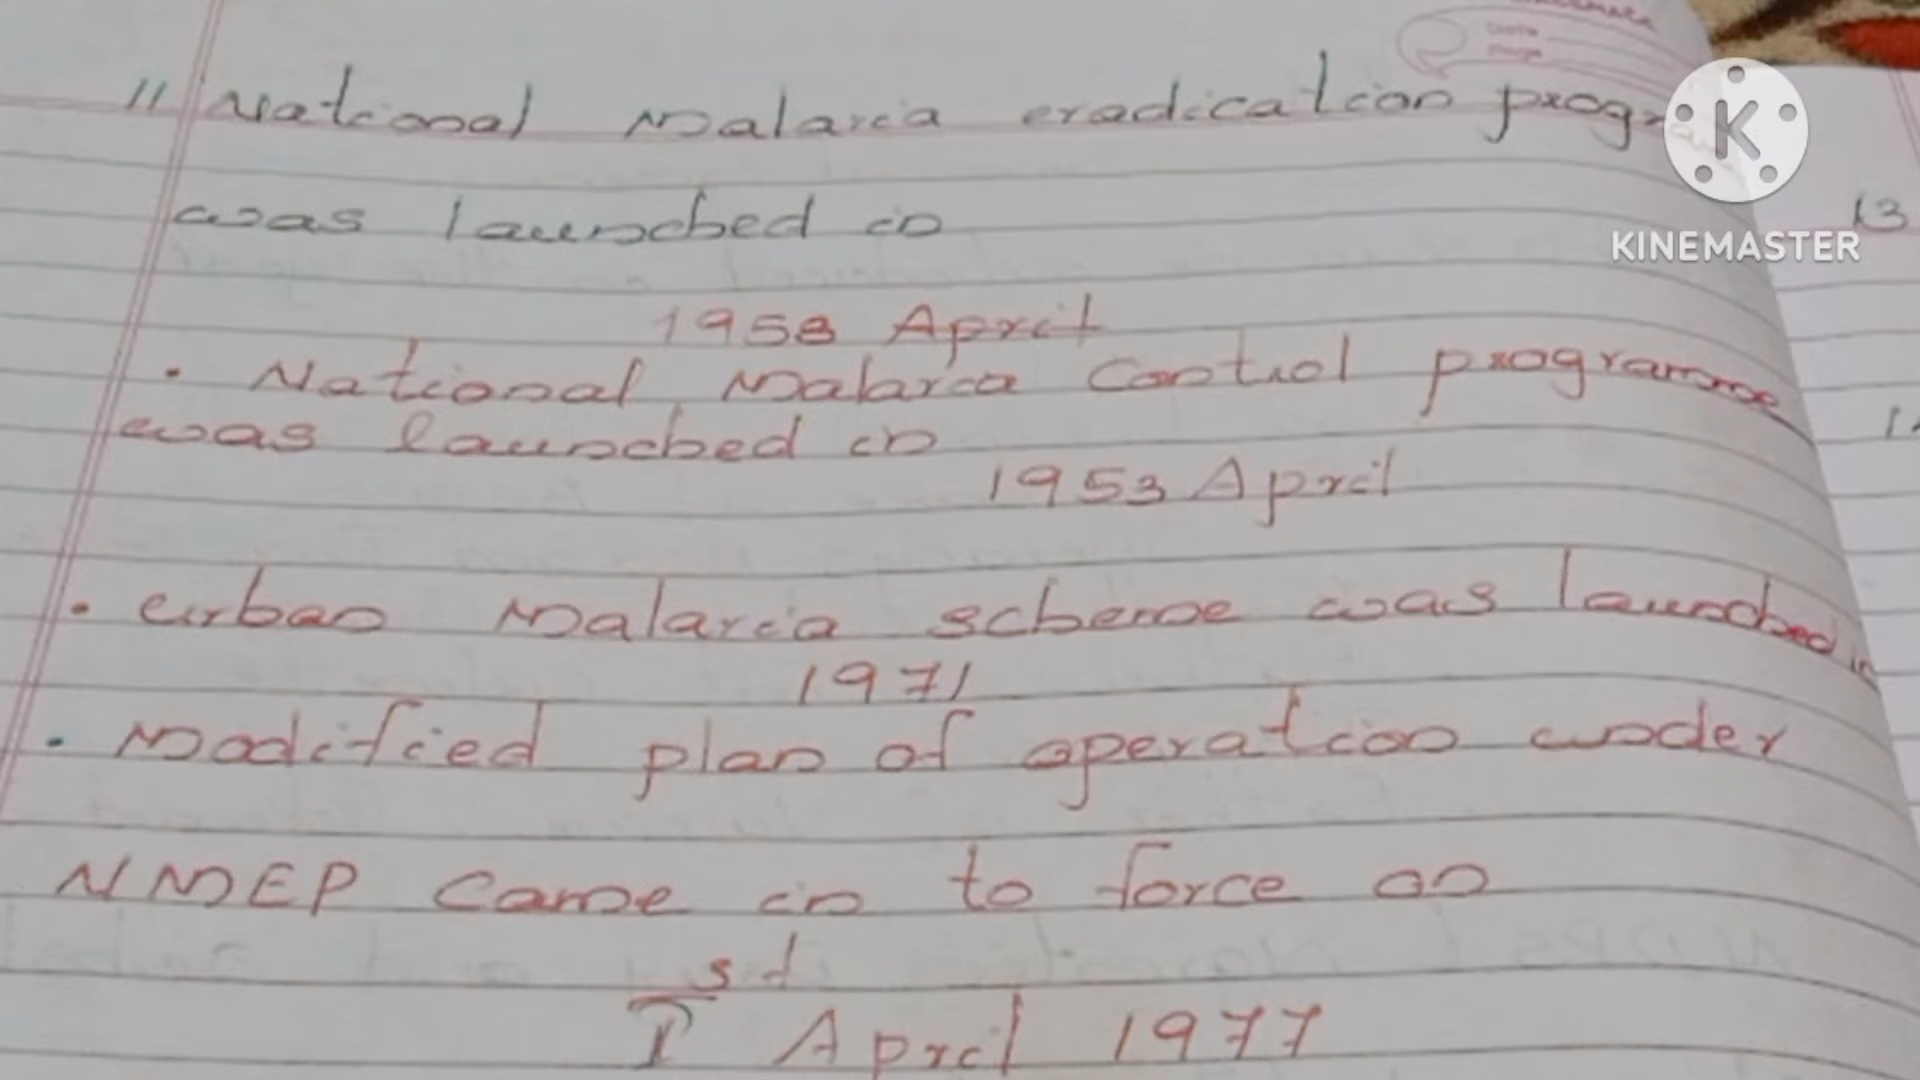 11 National Malaria eradication progra
was launched in
1958 April
• National Malaria Control programme
was launched in
1953 April
• urban Malaria scheme was launched in
1971
• Modified plan of operation under
NMEP Came in to force on
1st April 1977
K
KINEMASTER
13